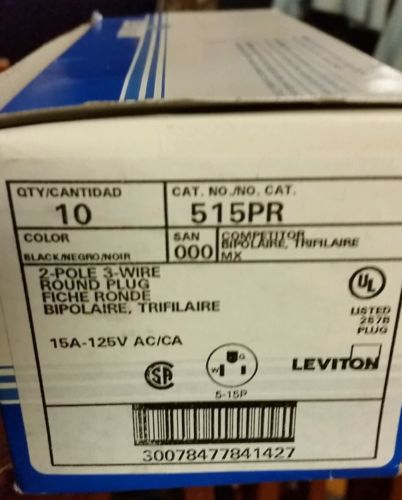 QTY/CANTIDAD
10
CAT. NO./NO. CAT.
515PR
COLOR
BLACK/NEGRO/NOIR
SAN
000
COMPETITOR
BIPOLAIRE, TRIFILAIRE
MX
2-POLE 3-WIRE
ROUND PLUG
FICHE RONDE
BIPOLAIRE, TRIFILAIRE
15A-125V AC/CA
UL
LISTED
267B
PLUG
SA
W G
5-15P
LEVITON
30078477841427